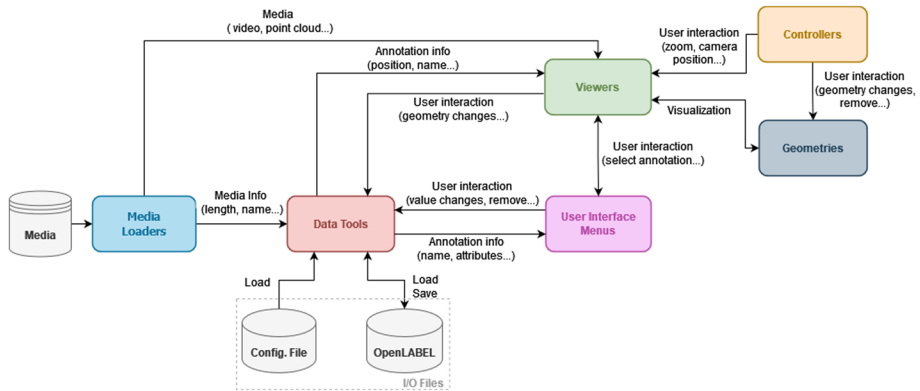 Media
( video, point cloud...)
Annotation info
(position, name...)
User interaction
(zoom, camera
position...)
Controllers
Viewers
User interaction
(geometry changes,
remove...)
User interaction
(geometry changes...)
Visualization
Geometries
User interaction
(select annotation...)
Media
Media
Loaders
Media Info
(length, name...)
Data Tools
User interaction
(value changes, remove...)
Annotation info
(name, attributes...)
User Interface
Menus
Load
Load
Save
Config. File
OpenLABEL
I/O Files